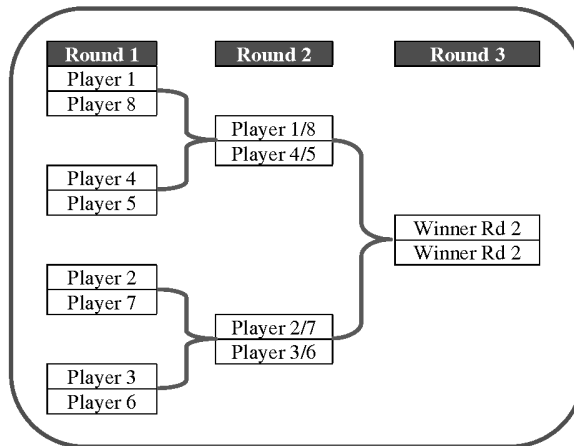 Round 1
Player 1
Player 8
Player 4
Player 5
Player 2
Player 7
Player 3
Player 6
Round 2
Player 1/8
Player 4/5
Player 2/7
Player 3/6
Round 3
Winner Rd 2
Winner Rd 2